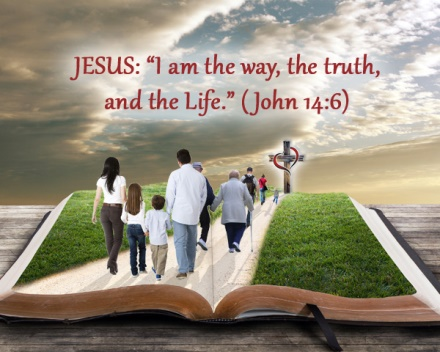 JESUS: “I am the way, the truth,
and the Life.” (John 14:6)